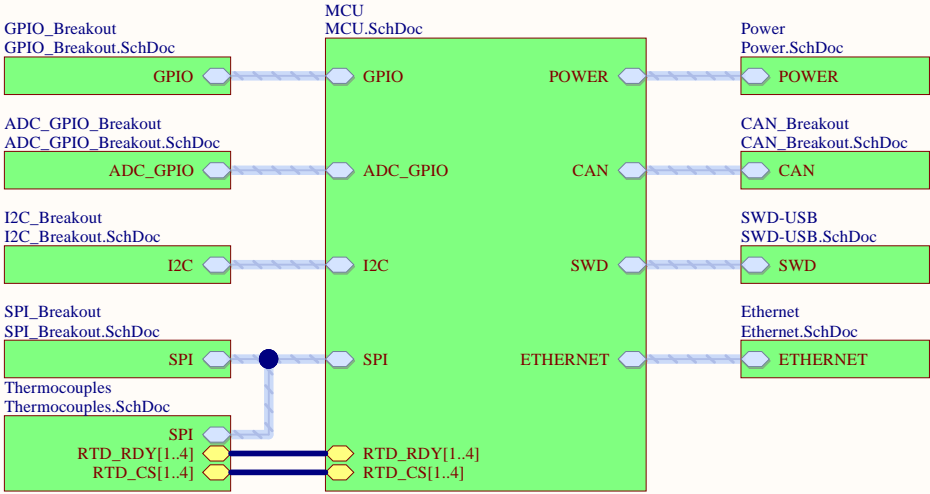 MCU
MCU.SchDoc
GPIO_Breakout
GPIO_Breakout.SchDoc
GPIO
GPIO
POWER
Power
Power.SchDoc
POWER
ADC_GPIO_Breakout
ADC_GPIO_Breakout.SchDoc
ADC_GPIO
ADC_GPIO
CAN
CAN_Breakout
CAN_Breakout.SchDoc
CAN
I2C_Breakout
I2C_Breakout.SchDoc
I2C
I2C
SWD
SWD-USB
SWD-USB.SchDoc
SWD
SPI_Breakout
SPI_Breakout.SchDoc
SPI
SPI
ETHERNET
Ethernet
Ethernet.SchDoc
ETHERNET
Thermocouples
Thermocouples.SchDoc
SPI
RTD_RDY[1..4]
RTD_RDY[1..4]
RTD_CS[1..4]
RTD_CS[1..4]